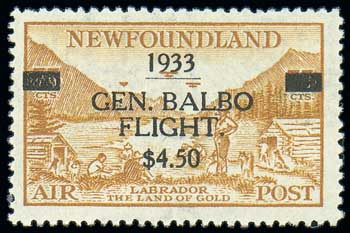 NEWFOUNDLAND
1933
CTS. CTS.
GEN. BALBO
FLIGHT
$4.50
AIR LABRADOR POST
THE LAND OF GOLD